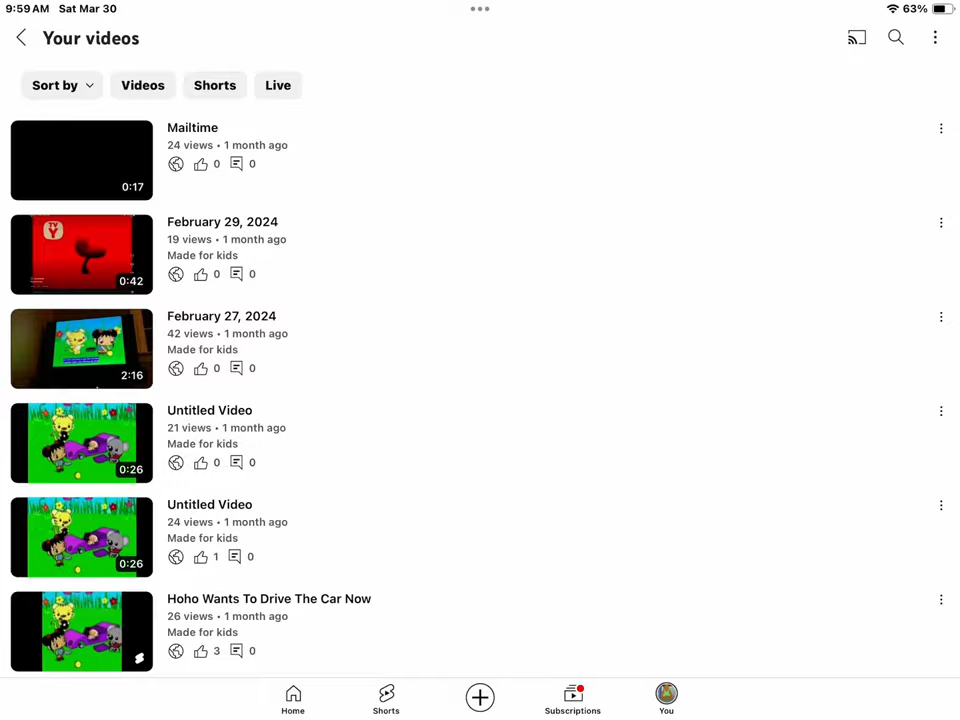 9:59 AM Sat Mar 30
63%
Your videos
Sort by
Videos
Shorts
Live
Mailtime
24 views • 1 month ago
0 0
0:17
February 29, 2024
19 views • 1 month ago
Made for kids
0 0
0:42
February 27, 2024
42 views • 1 month ago
Made for kids
0 0
2:16
Untitled Video
21 views • 1 month ago
Made for kids
0 0
0:26
Untitled Video
24 views • 1 month ago
Made for kids
1 0
0:26
Hoho Wants To Drive The Car Now
26 views • 1 month ago
Made for kids
3 0
Home
Shorts
Subscriptions
You